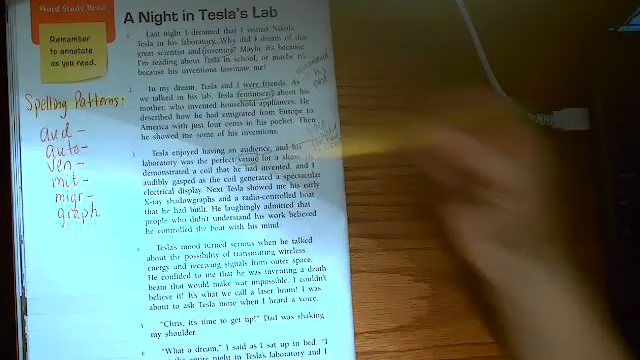 Word Study Read
A Night in Tesla's Lab
Remember
to annotate
as you read.
Spelling Patterns:
aud-
auto-
ven-
mit-
migr-
graph
1 Last night I dreamed that I visited Nikola
Tesla in his laboratory. Why did I dream of this
great scientist and inventor? Maybe it's because
I'm reading about Tesla in school, or maybe it's
because his inventions fascinate me!
2 In my dream, Tesla and I were friends. As
we talked in his lab, Tesla reminisced about his
mother, who invented household appliances. He
described how he had emigrated from Europe to
America with just four cents in his pocket. Then
he showed me some of his inventions.
3 Tesla enjoyed having an audience, and his
laboratory was the perfect venue for a show. He
demonstrated a coil that he had invented, and I
audibly gasped as the coil generated a spectacular
electrical display. Next Tesla showed me his early
X-ray shadowgraphs and a radio-controlled boat
that he had built. He laughingly admitted that
people who didn't understand his work believed
he controlled the boat with his mind.
4 Tesla's mood turned serious when he talked
about the possibility of transmitting wireless
energy and receiving signals from outer space.
He confided to me that he was inventing a death
beam that would make war impossible. I couldn't
believe it! It's what we call a laser beam! I was
about to ask Tesla more when I heard a voice.
5 "Chris, it's time to get up!" Dad was shaking
my shoulder.
6 "What a dream," I said as I sat up in bed. "I
the entire night in Tesla's laboratory and I